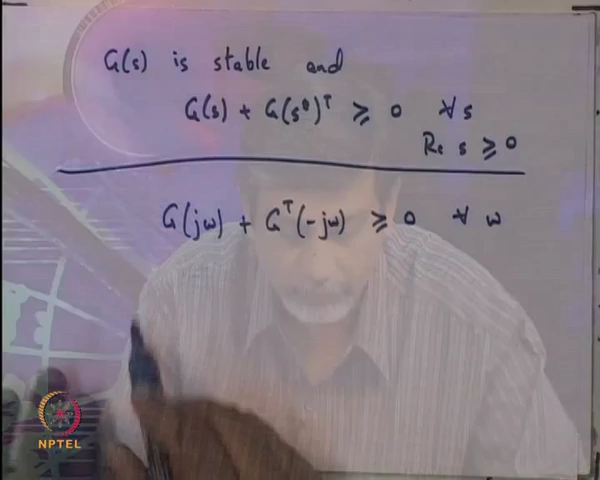 G(s) is stable and
G(s) + G(s*)ᵀ ≥ 0 ∀ s
Re s ≥ 0
G(jω) + Gᵀ(-jω) ≥ 0 ∀ ω
NPTEL